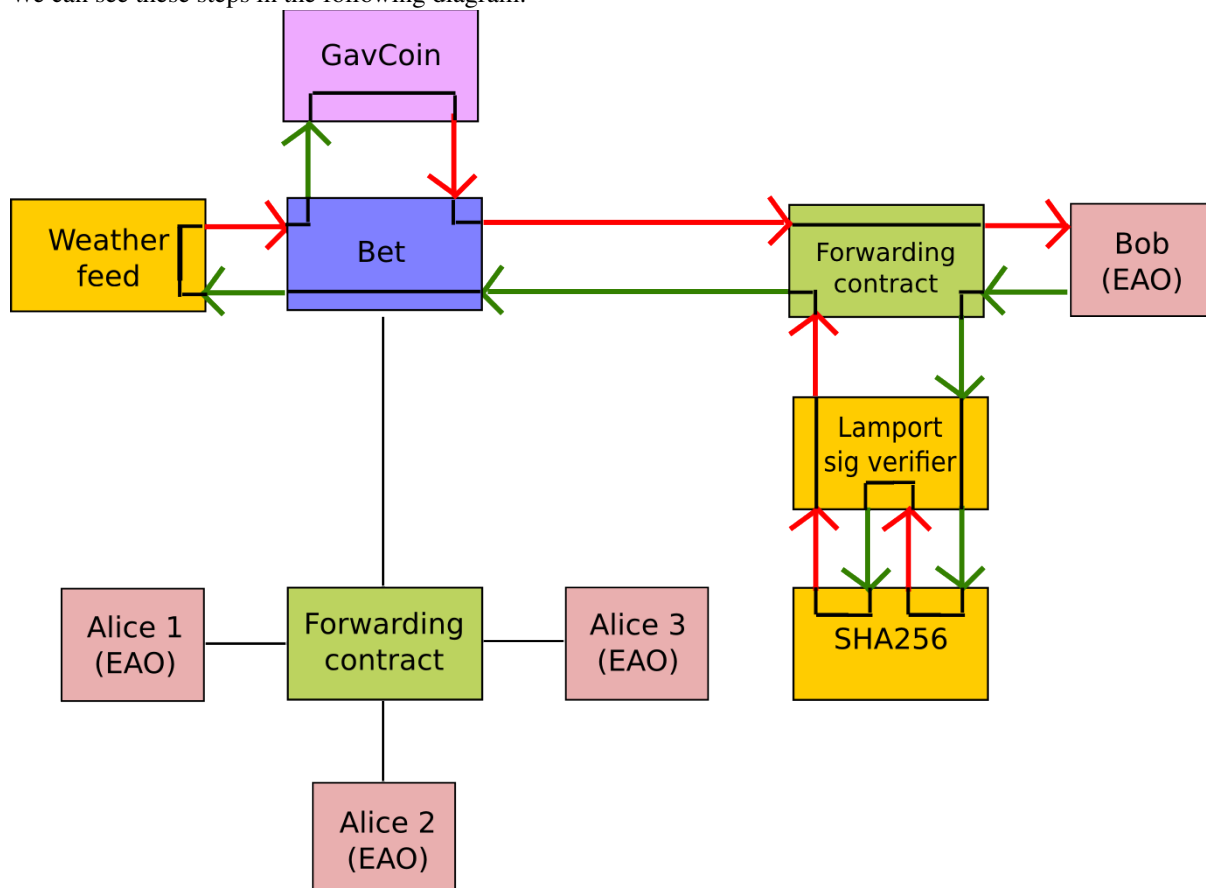 We can see these steps in the following diagram:
GavCoin
Weather
feed
Bet
Forwarding
contract
Bob
(EAO)
Lamport
sig verifier
SHA256
Alice 1
(EAO)
Forwarding
contract
Alice 3
(EAO)
Alice 2
(EAO)